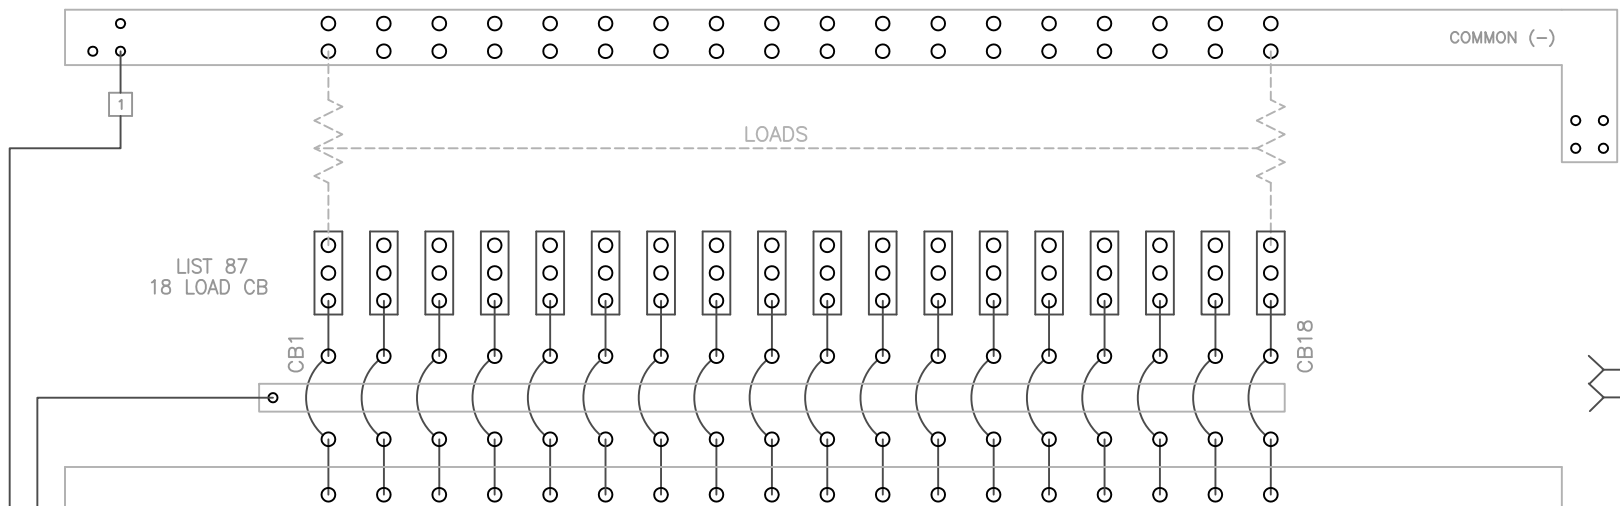 COMMON (-)
1
LOADS
LIST 87
18 LOAD CB
CB1
CB18